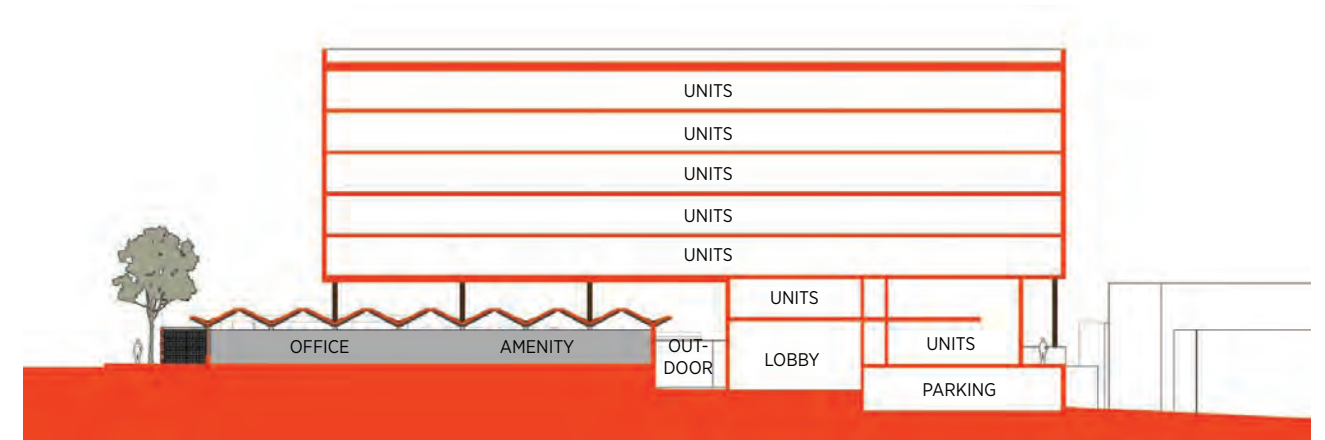 UNITS
UNITS
UNITS
UNITS
UNITS
UNITS
OFFICE
AMENITY
OUT-
DOOR
LOBBY
UNITS
PARKING